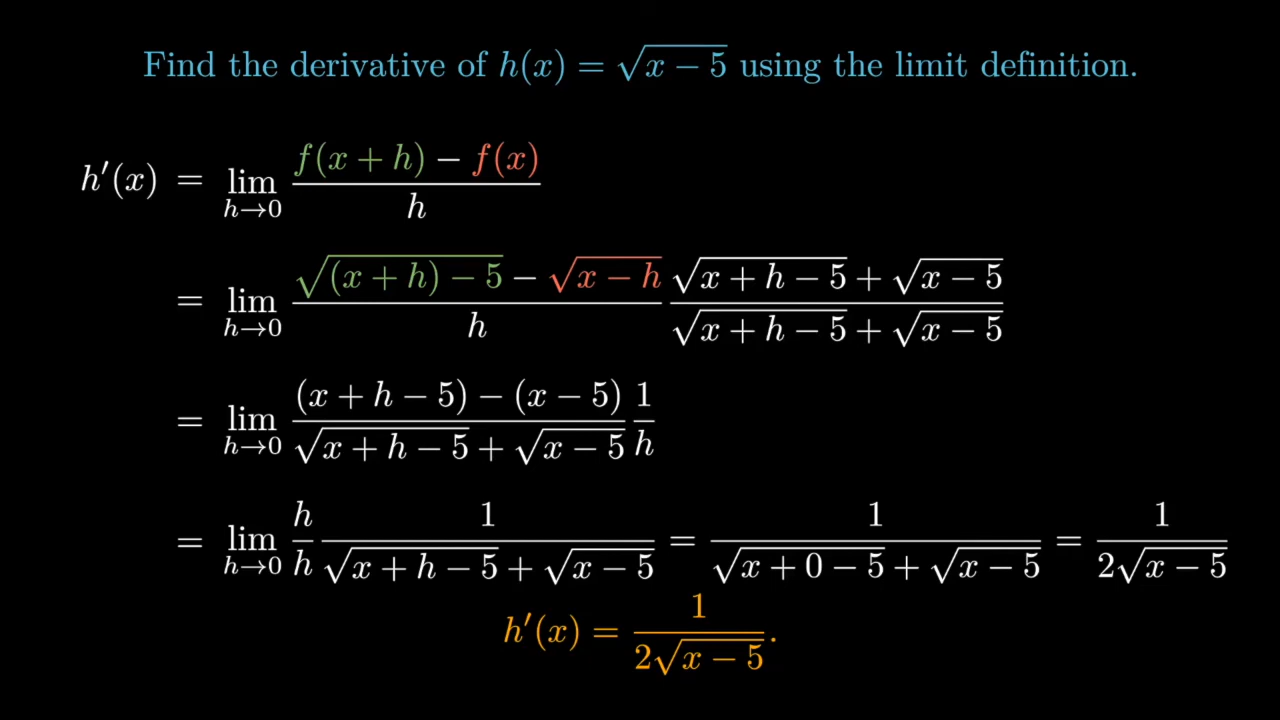 Find the derivative of h(x) = √(x − 5) using the limit definition.
h′(x) = lim_{h→0} (f(x + h) − f(x))/h
= lim_{h→0} (√((x + h) − 5) − √(x − h))/h (√(x + h − 5) + √(x − 5))/(√(x + h − 5) + √(x − 5))
= lim_{h→0} ((x + h − 5) − (x − 5))/(√(x + h − 5) + √(x − 5)) 1/h
= lim_{h→0} h/h 1/(√(x + h − 5) + √(x − 5)) = 1/(√(x + 0 − 5) + √(x − 5)) = 1/(2√(x − 5))
h′(x) = 1/(2√(x − 5)).